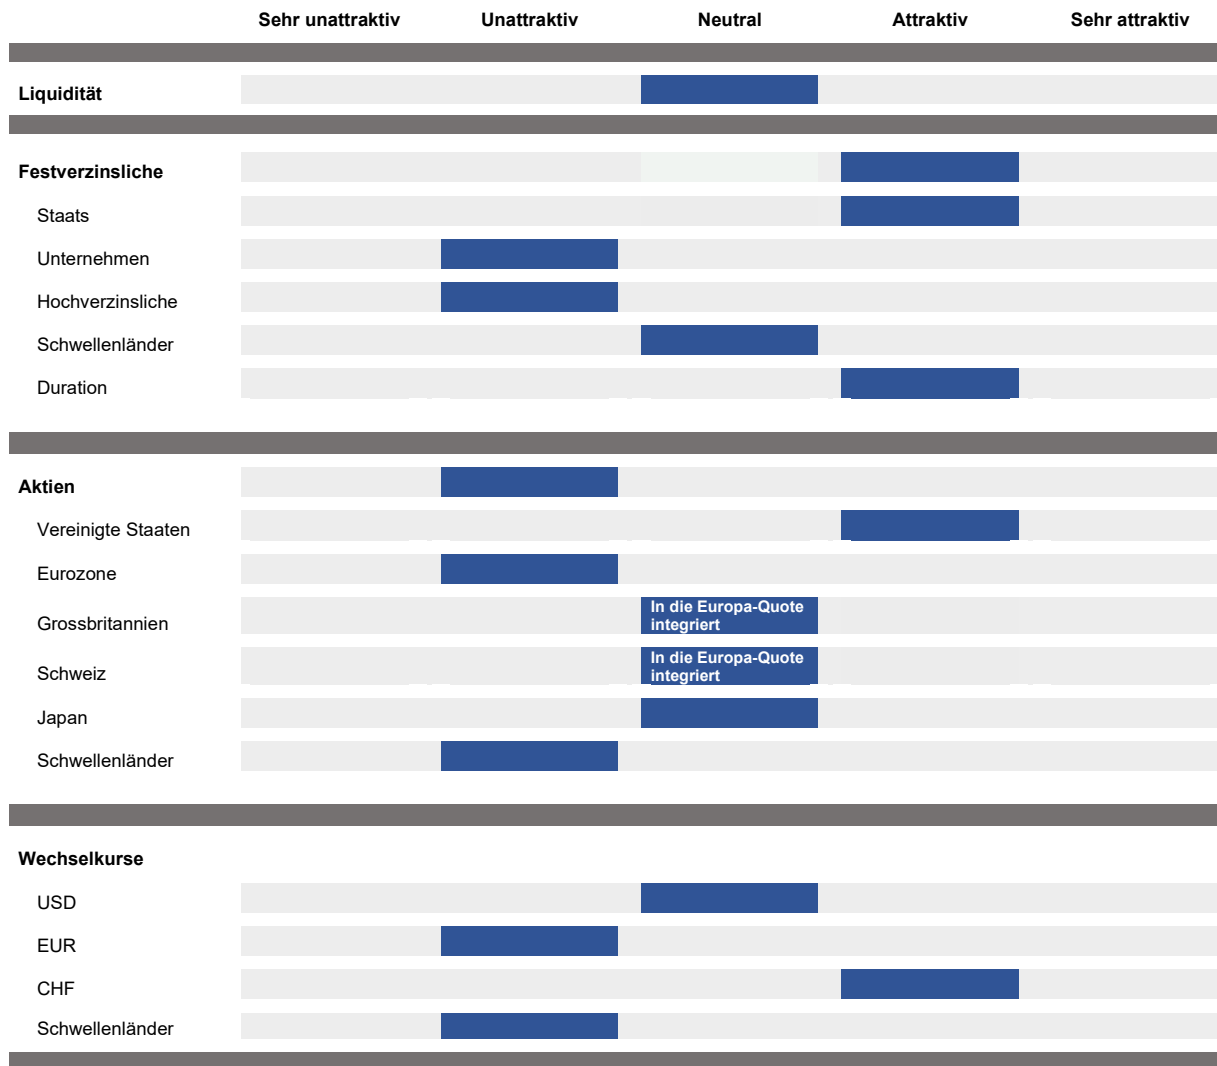 Sehr unattraktiv Unattraktiv Neutral Attraktiv Sehr attraktiv
Liquidität
Festverzinsliche
Staats
Unternehmen
Hochverzinsliche
Schwellenländer
Duration
Aktien
Vereinigte Staaten
Eurozone
Grossbritannien
In die Europa-Quote
integriert
Schweiz
In die Europa-Quote
integriert
Japan
Schwellenländer
Wechselkurse
USD
EUR
CHF
Schwellenländer